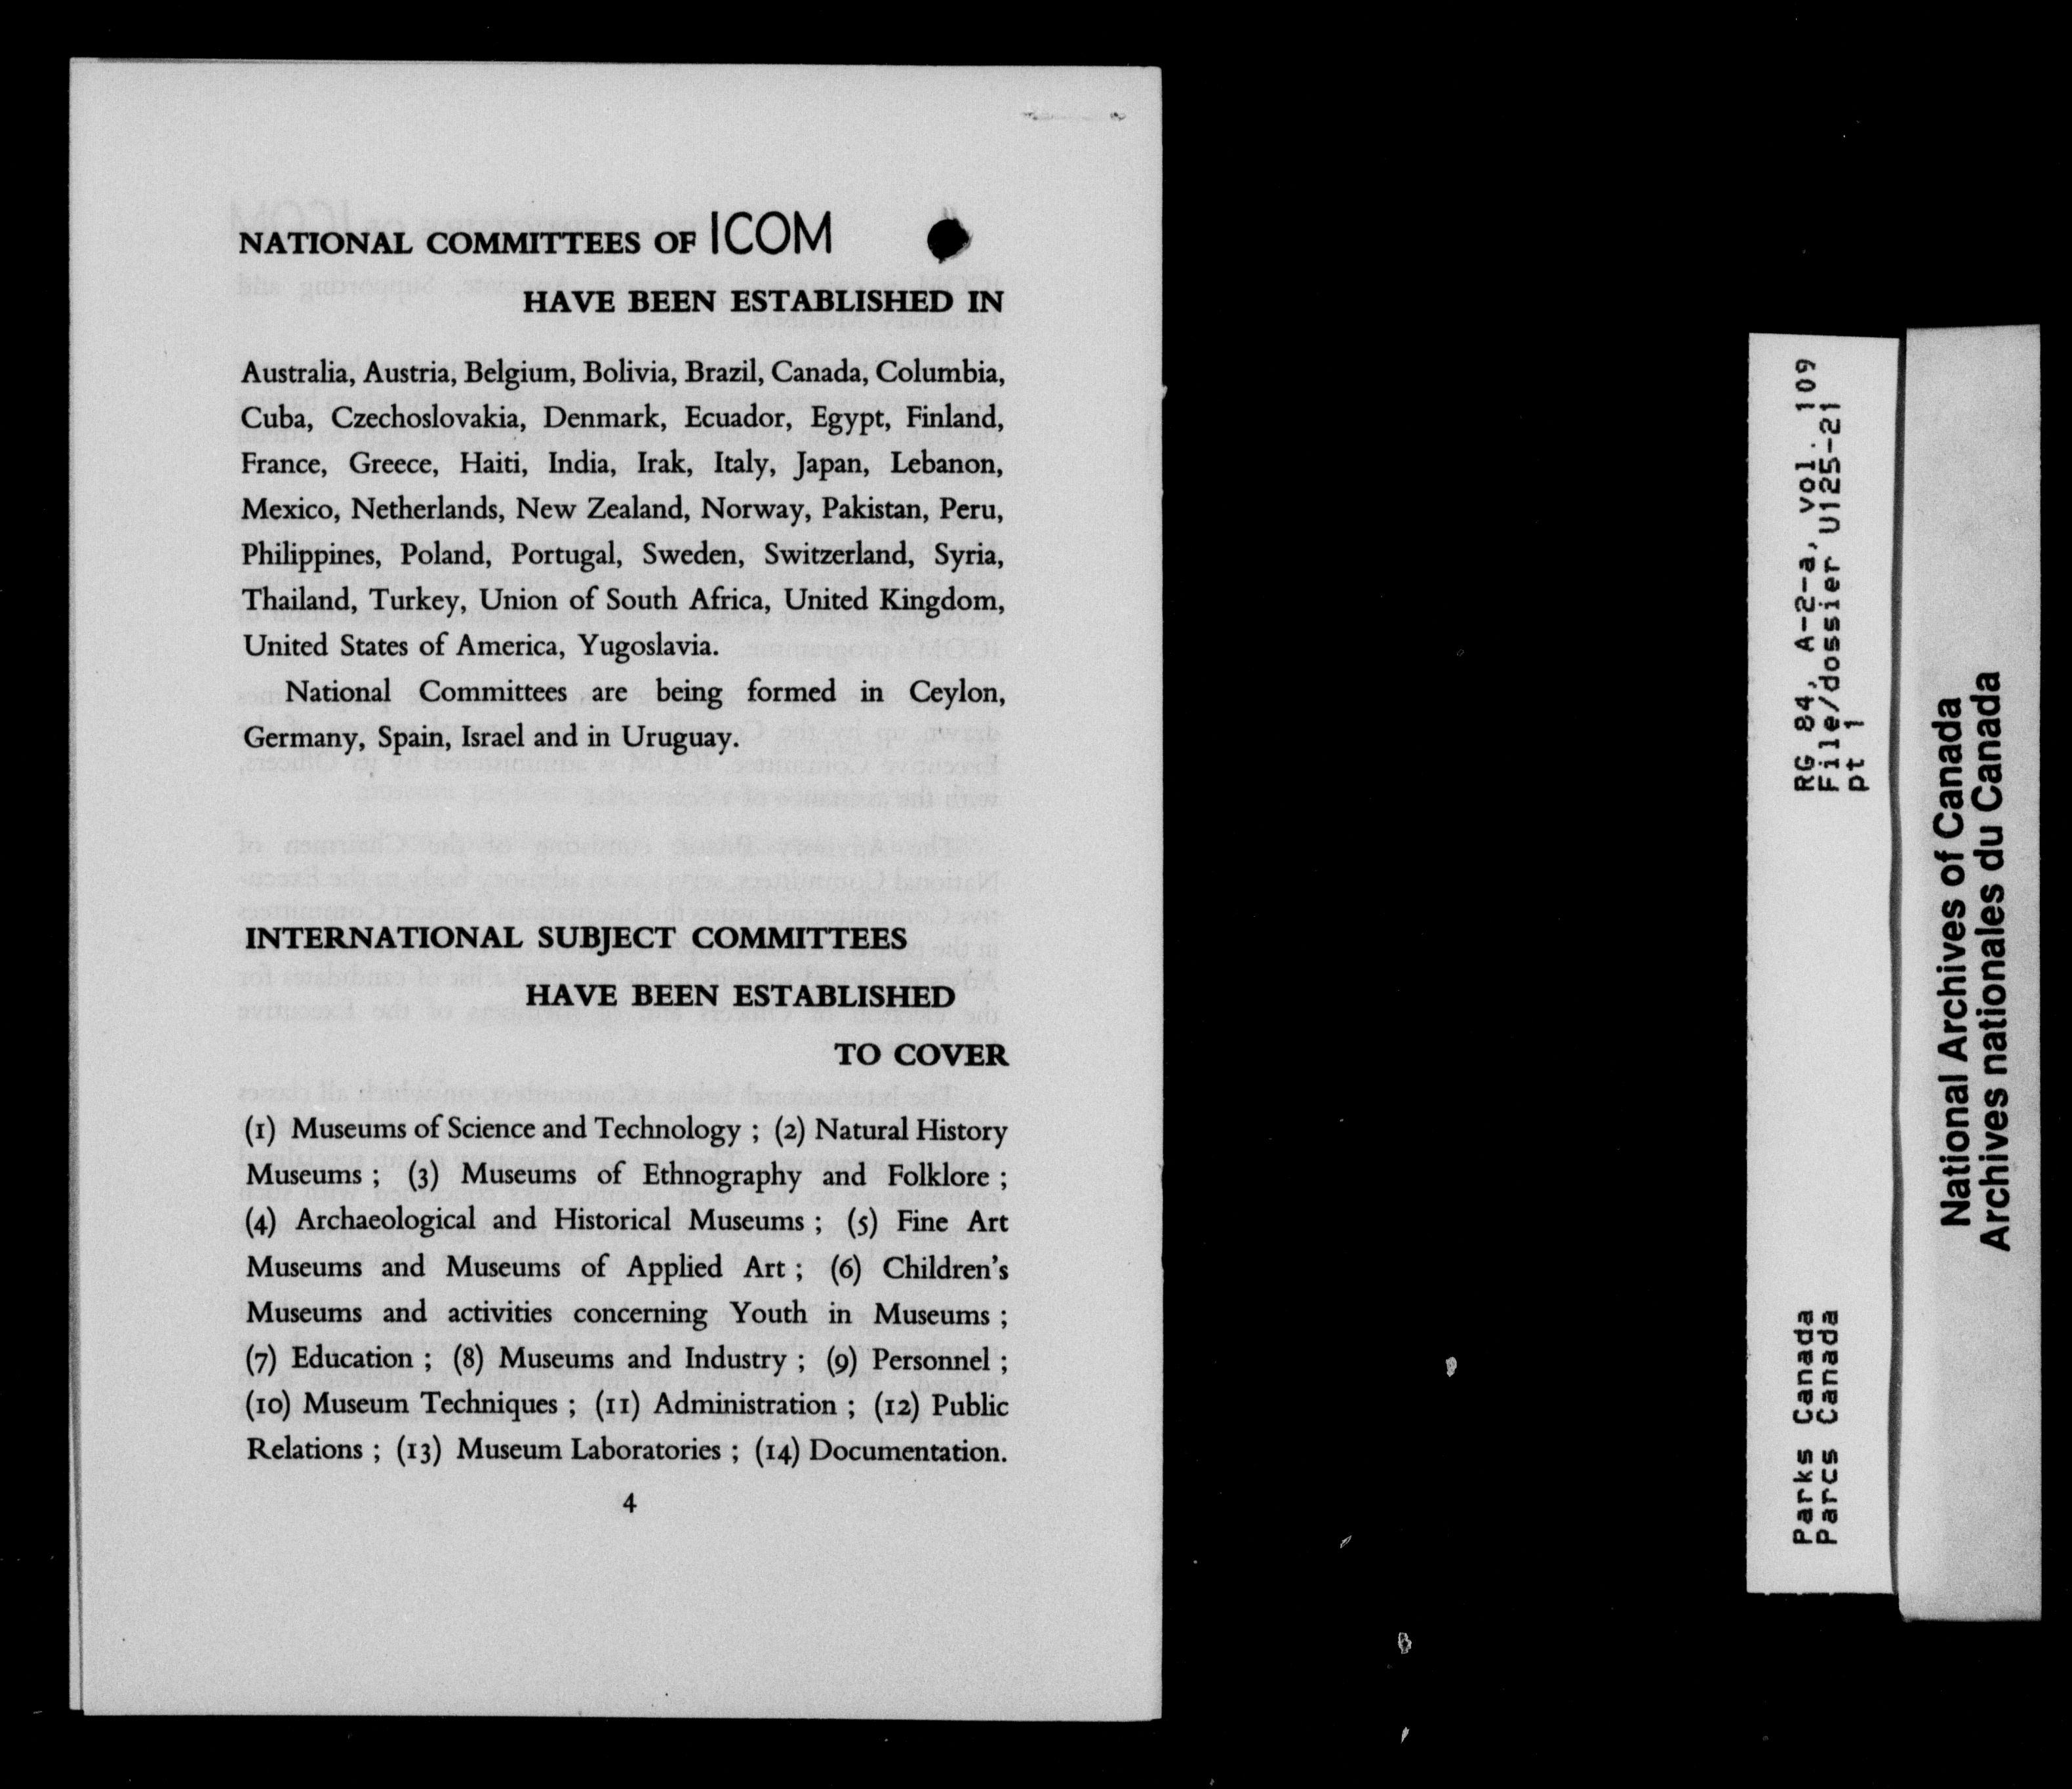 NATIONAL COMMITTEES OF ICOM
HAVE BEEN ESTABLISHED IN
Australia, Austria, Belgium, Bolivia, Brazil, Canada, Columbia,
Cuba, Czechoslovakia, Denmark, Ecuador, Egypt, Finland,
France, Greece, Haiti, India, Irak, Italy, Japan, Lebanon,
Mexico, Netherlands, New Zealand, Norway, Pakistan, Peru,
Philippines, Poland, Portugal, Sweden, Switzerland, Syria,
Thailand, Turkey, Union of South Africa, United Kingdom,
United States of America, Yugoslavia.
National Committees are being formed in Ceylon,
Germany, Spain, Israel and in Uruguay.
INTERNATIONAL SUBJECT COMMITTEES
HAVE BEEN ESTABLISHED
TO COVER
(1) Museums of Science and Technology ; (2) Natural History
Museums ; (3) Museums of Ethnography and Folklore ;
(4) Archaeological and Historical Museums ; (5) Fine Art
Museums and Museums of Applied Art ; (6) Children's
Museums and activities concerning Youth in Museums ;
(7) Education ; (8) Museums and Industry ; (9) Personnel ;
(10) Museum Techniques ; (11) Administration ; (12) Public
Relations ; (13) Museum Laboratories ; (14) Documentation.
4
RG 84, A-2-a, vol. 109
File/dossier U125-21
pt 1
Parks Canada
Parcs Canada
National Archives of Canada
Archives nationales du Canada